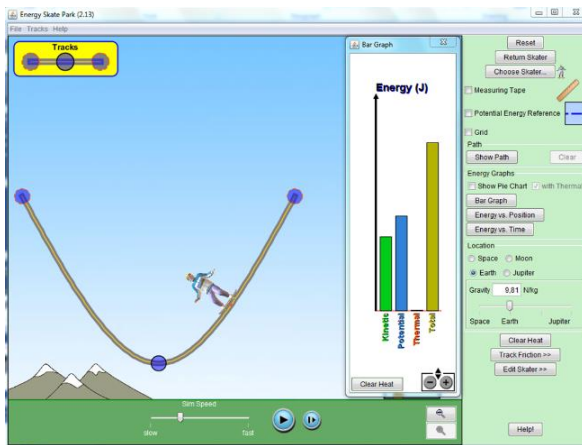 Energy Skate Park (2.13)
File Tracks Help
Tracks
Bar Graph
Energy (J)
Kinetic
Potential
Thermal
Total
Clear Heat
Reset
Return Skater
Choose Skater...
Measuring Tape
Potential Energy Reference
Grid
Path
Show Path Clear
Energy Graphs
Show Pie Chart with Thermal
Bar Graph
Energy vs. Position
Energy vs. Time
Location
Space Moon
Earth Jupiter
Gravity 9,81 N/kg
Space Earth Jupiter
Clear Heat
Track Friction >>
Edit Skater >>
Help!
Sim Speed
slow fast